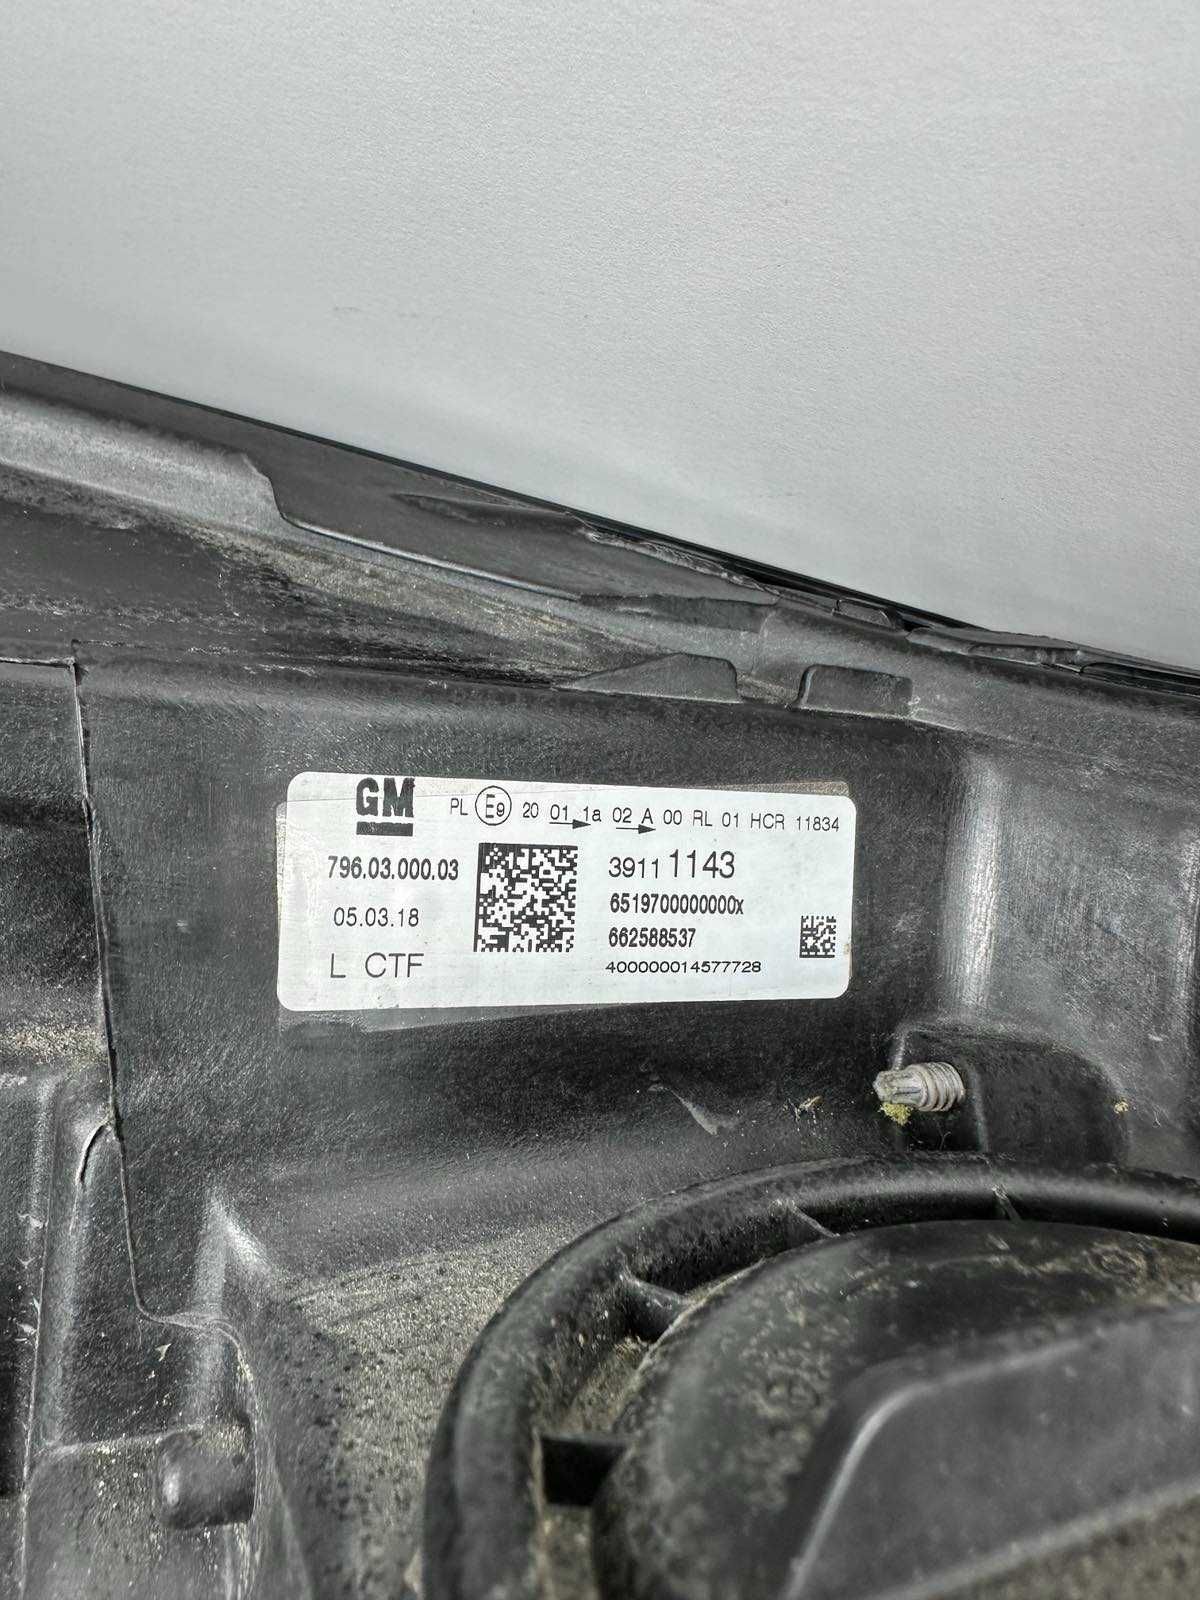 GM PL E9 20 01 1a 02 A 00 RL 01 HCR 11834
796.03.000.03 39111143
6519700000000x
05.03.18
662588537
L CTF 400000014577728